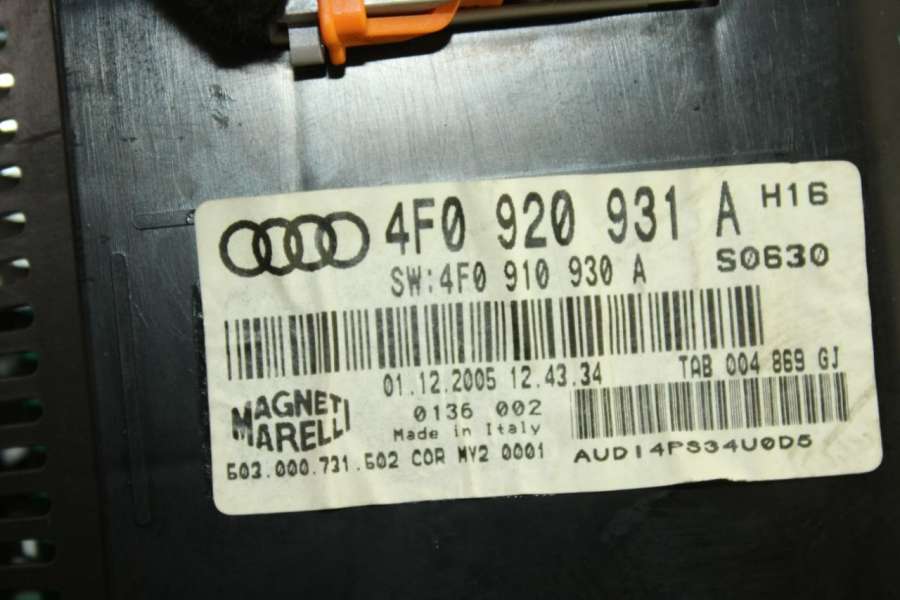 4F0 920 931 A H16
SW:4F0 910 930 A S0630
01.12.2005 12.43.34 TAB 004 869 GJ
MAGNETI MARELLI
0136 002
Made in Italy
503.000.731.502 COR MY2 0001
AUDI4PS34U0D5